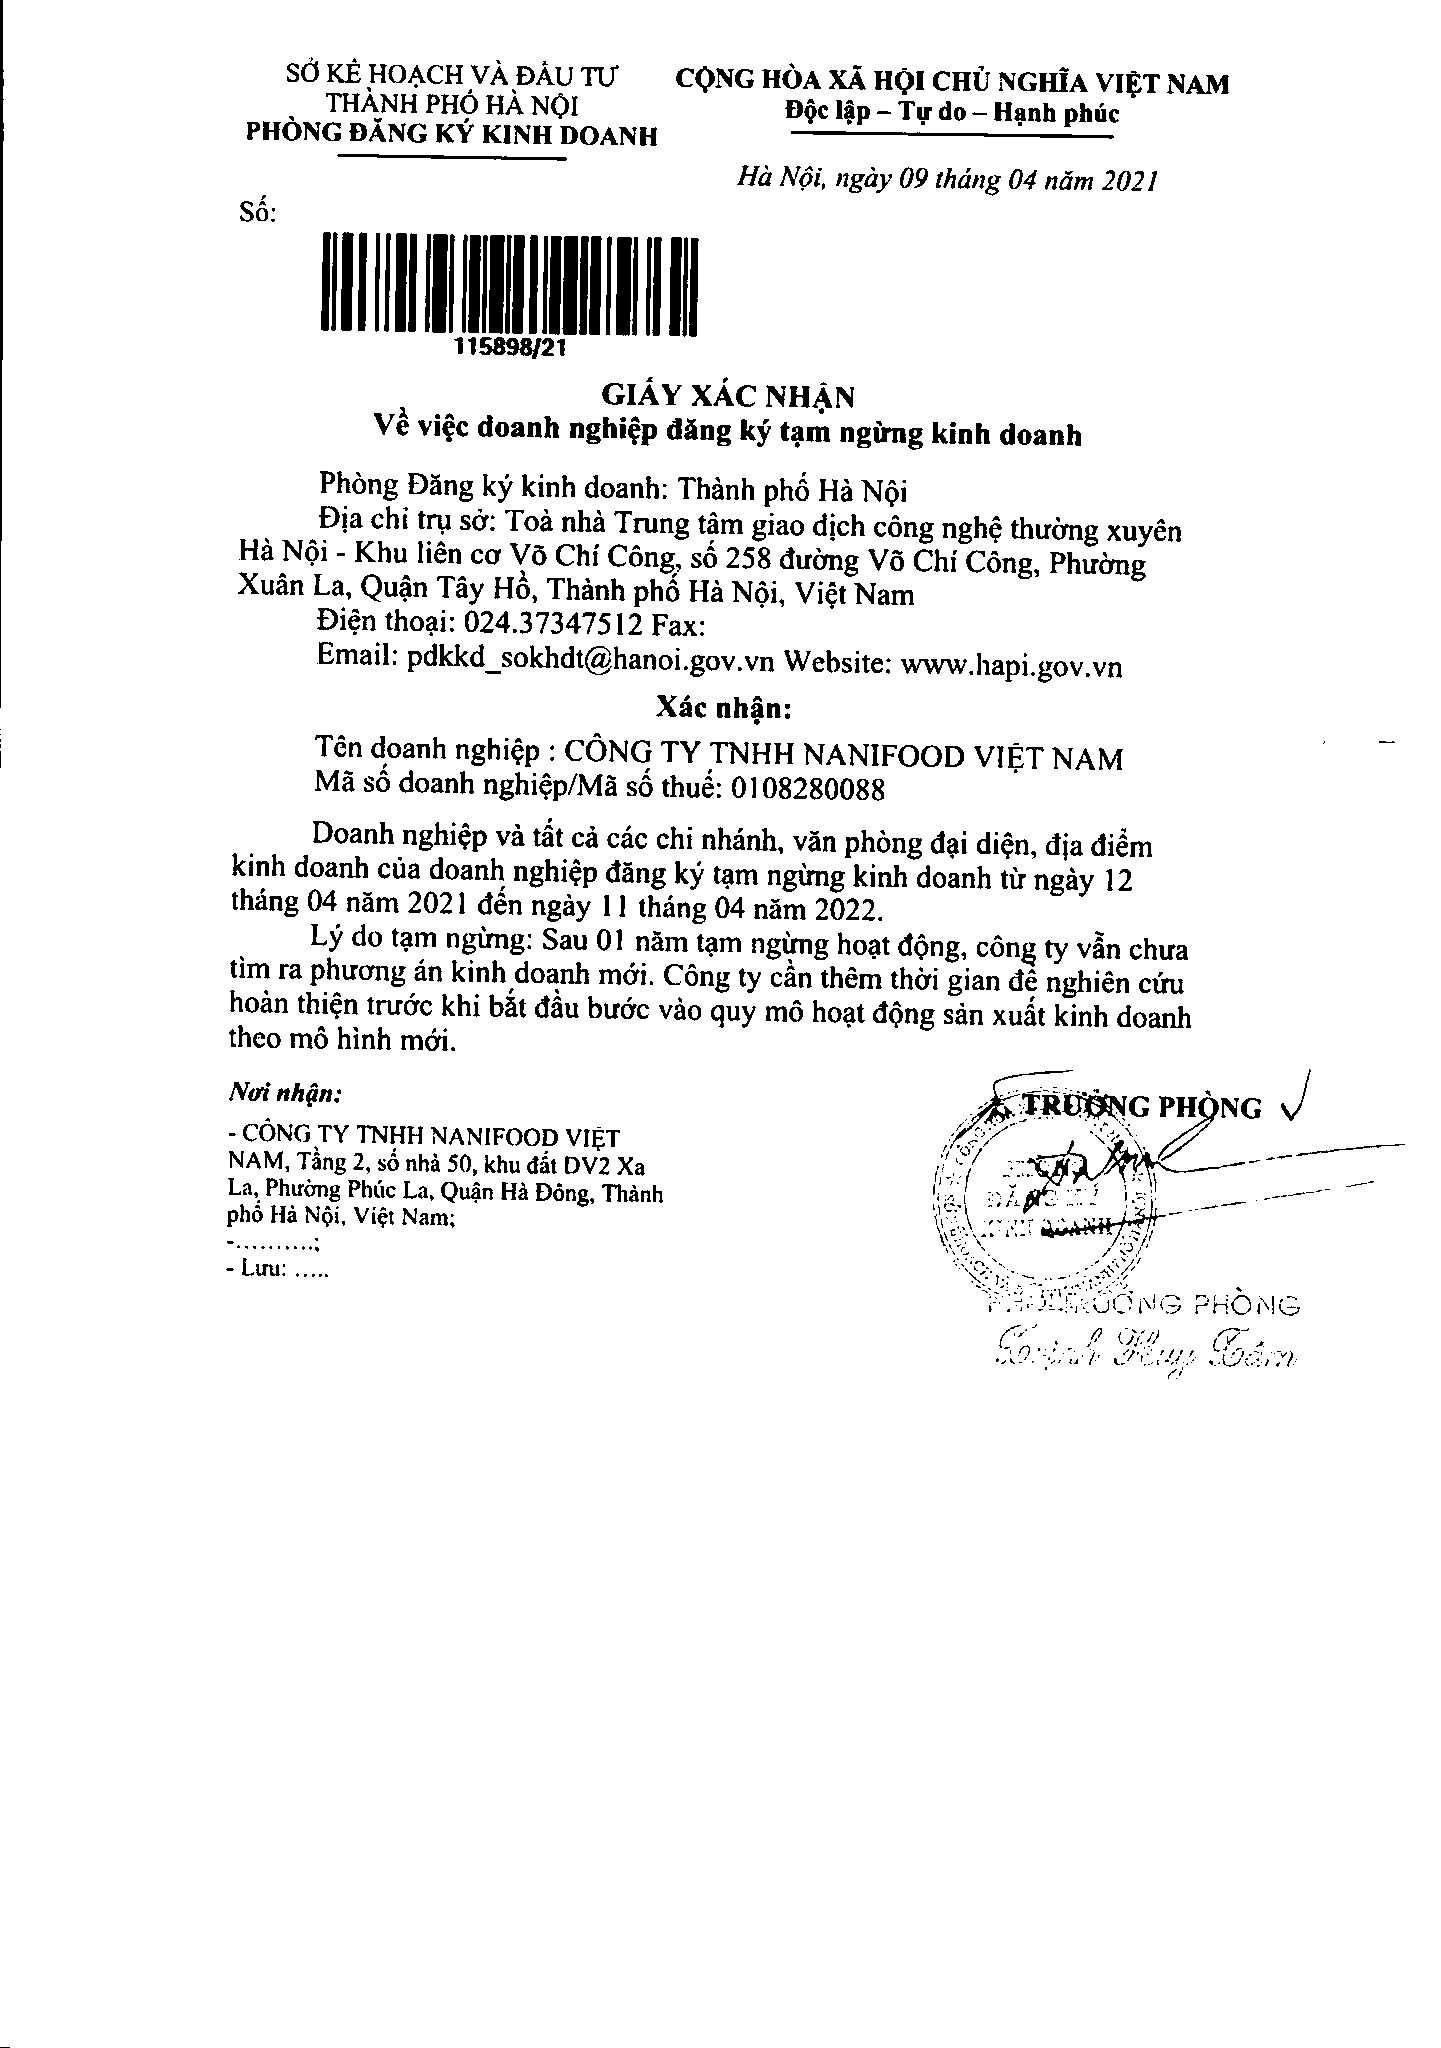 SỞ KẾ HOẠCH VÀ ĐẦU TƯ
THÀNH PHỐ HÀ NỘI
PHÒNG ĐĂNG KÝ KINH DOANH
CỘNG HÒA XÃ HỘI CHỦ NGHĨA VIỆT NAM
Độc lập – Tự do – Hạnh phúc
Hà Nội, ngày 09 tháng 04 năm 2021
Số:
115898/21
GIẤY XÁC NHẬN
Về việc doanh nghiệp đăng ký tạm ngừng kinh doanh
Phòng Đăng ký kinh doanh: Thành phố Hà Nội
Địa chỉ trụ sở: Toà nhà Trung tâm giao dịch công nghệ thường xuyên
Hà Nội - Khu liên cơ Võ Chí Công, số 258 đường Võ Chí Công, Phường
Xuân La, Quận Tây Hồ, Thành phố Hà Nội, Việt Nam
Điện thoại: 024.37347512 Fax:
Email: pdkkd_sokhdt@hanoi.gov.vn Website: www.hapi.gov.vn
Xác nhận:
Tên doanh nghiệp : CÔNG TY TNHH NANIFOOD VIỆT NAM
Mã số doanh nghiệp/Mã số thuế: 0108280088
Doanh nghiệp và tất cả các chi nhánh, văn phòng đại diện, địa điểm
kinh doanh của doanh nghiệp đăng ký tạm ngừng kinh doanh từ ngày 12
tháng 04 năm 2021 đến ngày 11 tháng 04 năm 2022.
Lý do tạm ngừng: Sau 01 năm tạm ngừng hoạt động, công ty vẫn chưa
tìm ra phương án kinh doanh mới. Công ty cần thêm thời gian để nghiên cứu
hoàn thiện trước khi bắt đầu bước vào quy mô hoạt động sản xuất kinh doanh
theo mô hình mới.
Nơi nhận:
- CÔNG TY TNHH NANIFOOD VIỆT
NAM, Tầng 2, số nhà 50, khu đất DV2 Xa
La, Phường Phúc La, Quận Hà Đông, Thành
phố Hà Nội, Việt Nam;
-..........;
- Lưu: .....
TRƯỞNG PHÒNG
ĐĂNG KÝ
KINH DOANH
PHÓ TRƯỞNG PHÒNG
Trịnh Huy Tâm